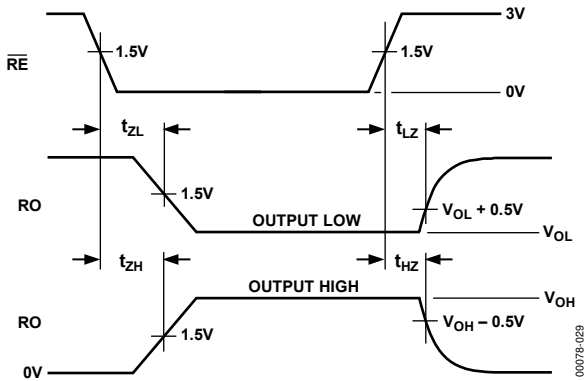 3V
RE
1.5V
1.5V
0V
tZL
tLZ
RO
1.5V
VOL + 0.5V
OUTPUT LOW
VOL
tZH
tHZ
OUTPUT HIGH
VOH
RO
1.5V
VOH – 0.5V
0V
00078-029